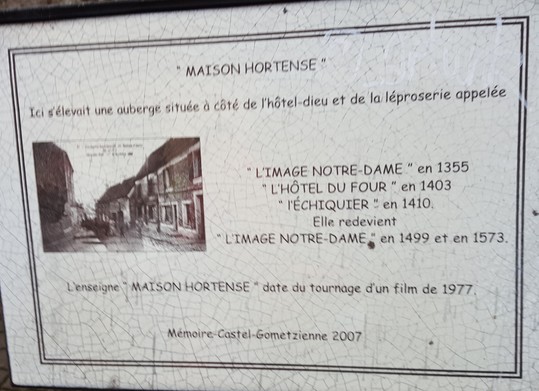 " MAISON HORTENSE "
Ici s'élevait une auberge située à côté de l'hôtel-dieu et de la léproserie appelée
" L'IMAGE NOTRE-DAME " en 1355
" L'HÔTEL DU FOUR " en 1403
" l'ÉCHIQUIER " en 1410.
Elle redevient
" L'IMAGE NOTRE-DAME " en 1499 et en 1573.
L'enseigne " MAISON HORTENSE " date du tournage d'un film de 1977.
Mémoire-Castel-Gometzienne 2007